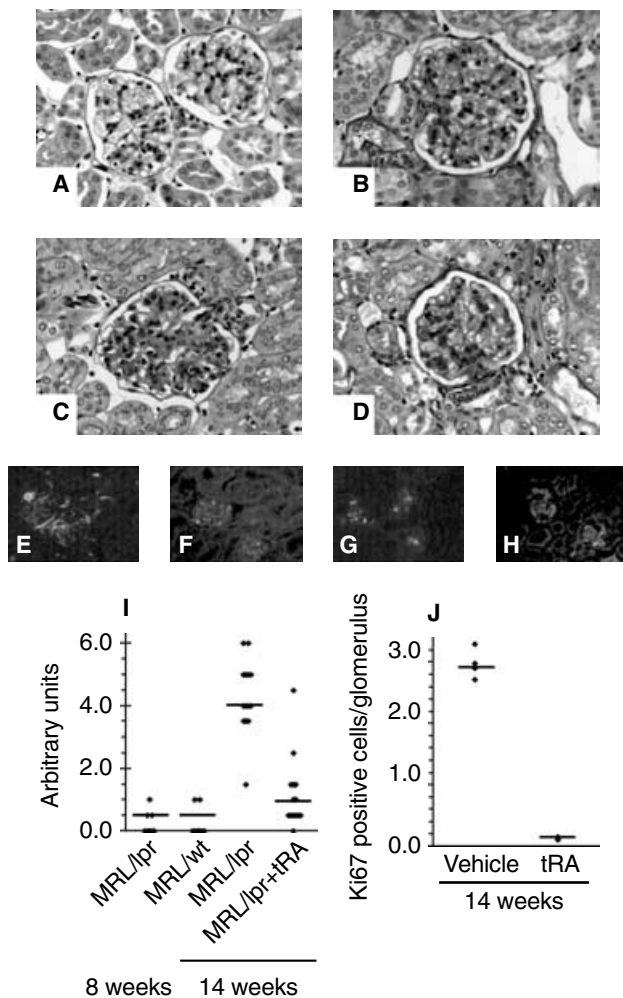 A
B
C
D
E
F
G
H
I
Arbitrary units
6.0
4.0
2.0
0.0
MRL/lpr
MRL/wt
MRL/lpr
MRL/lpr+tRA
8 weeks
14 weeks
J
Ki67 positive cells/glomerulus
3.0
2.0
1.0
0.0
Vehicle
tRA
14 weeks